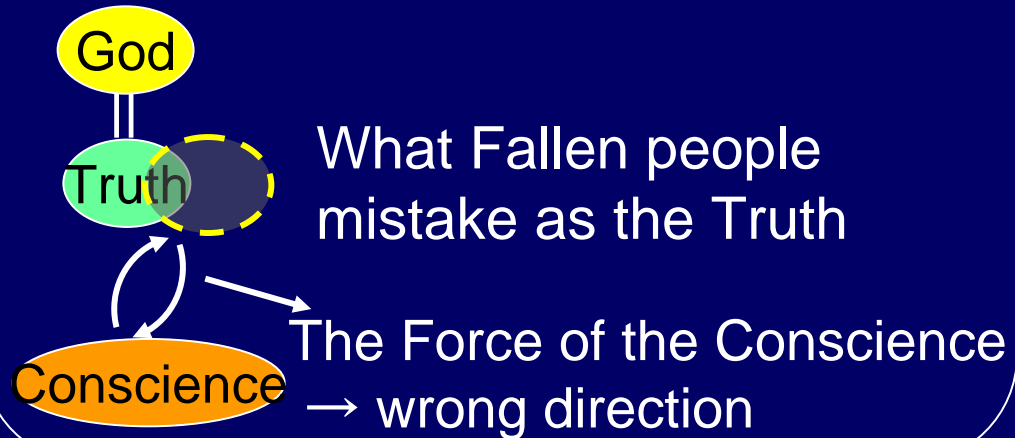 God
Truth
What Fallen people
mistake as the Truth
The Force of the Conscience
Conscience
→ wrong direction